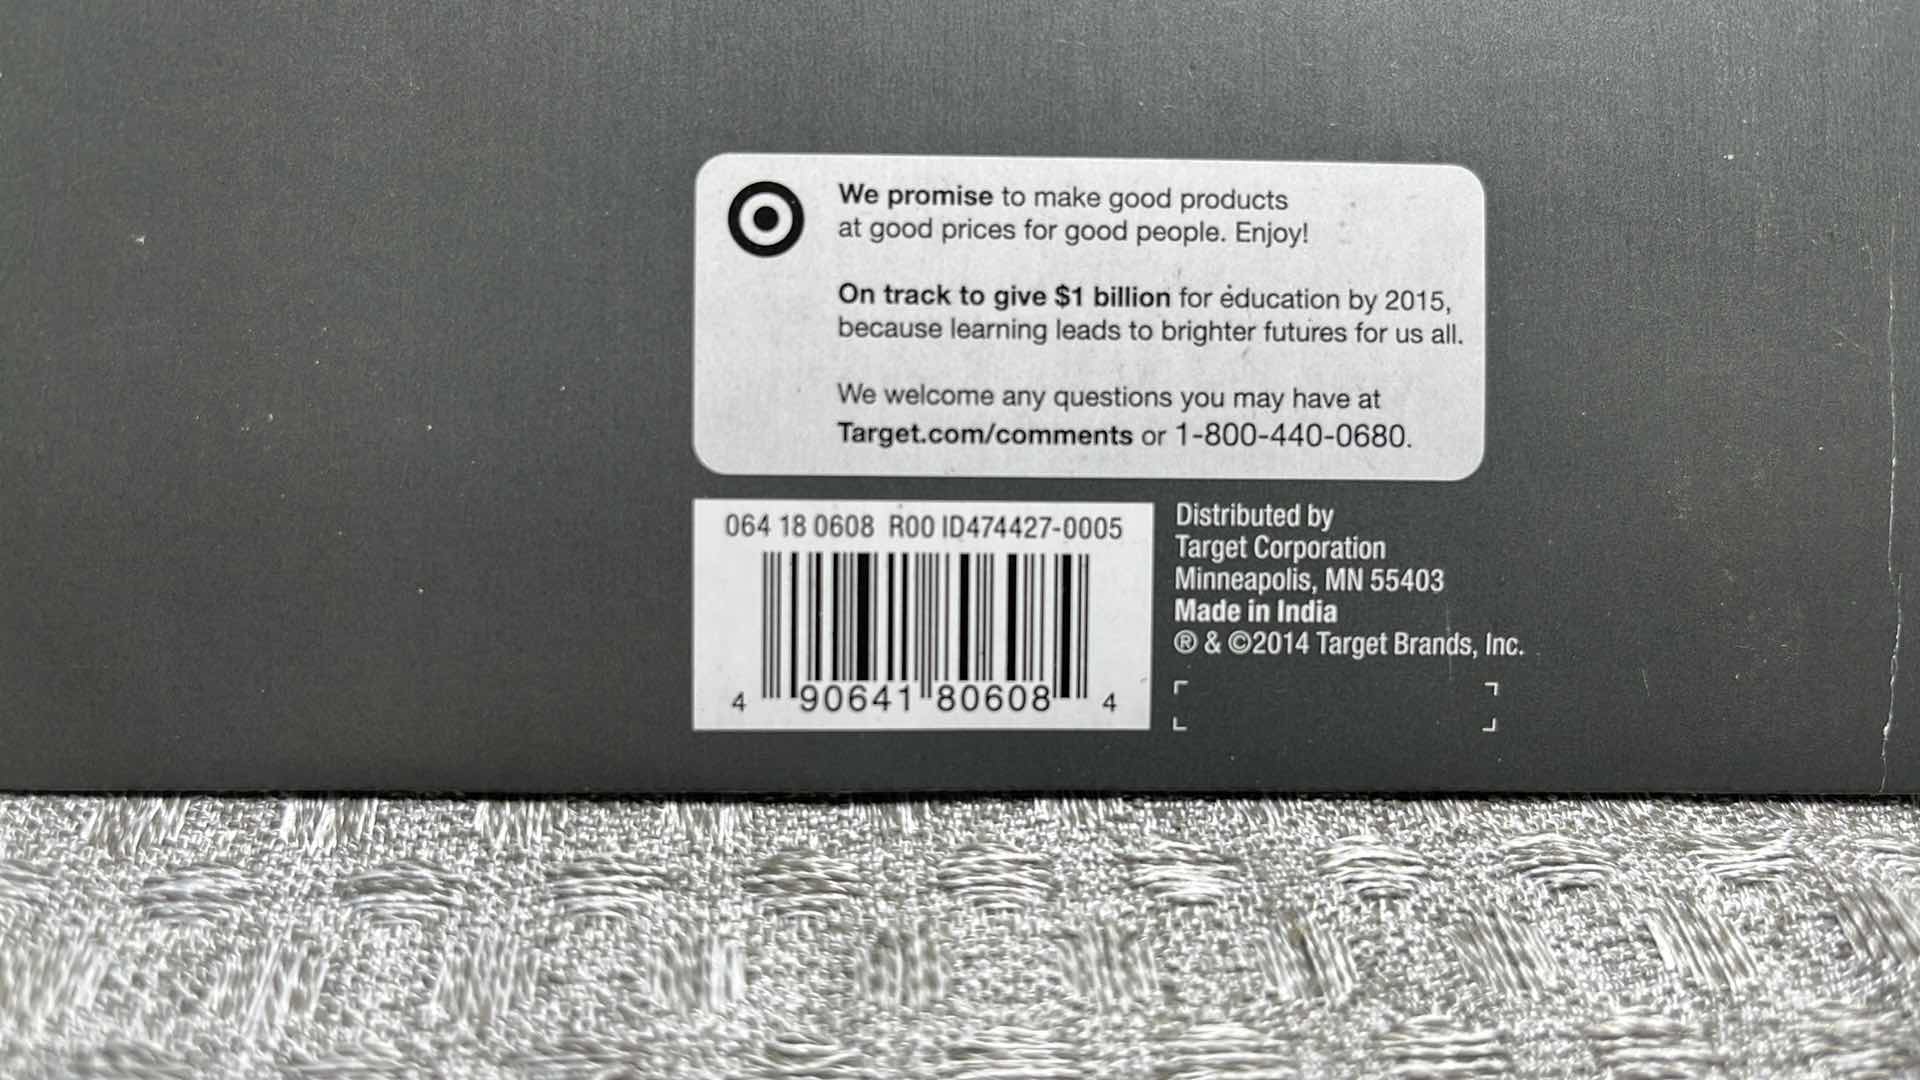 We promise to make good products
at good prices for good people. Enjoy!
On track to give $1 billion for education by 2015,
because learning leads to brighter futures for us all.
We welcome any questions you may have at
Target.com/comments or 1-800-440-0680.
064 18 0608 R00 ID474427-0005
4 90641 80608 4
Distributed by
Target Corporation
Minneapolis, MN 55403
Made in India
® & ©2014 Target Brands, Inc.